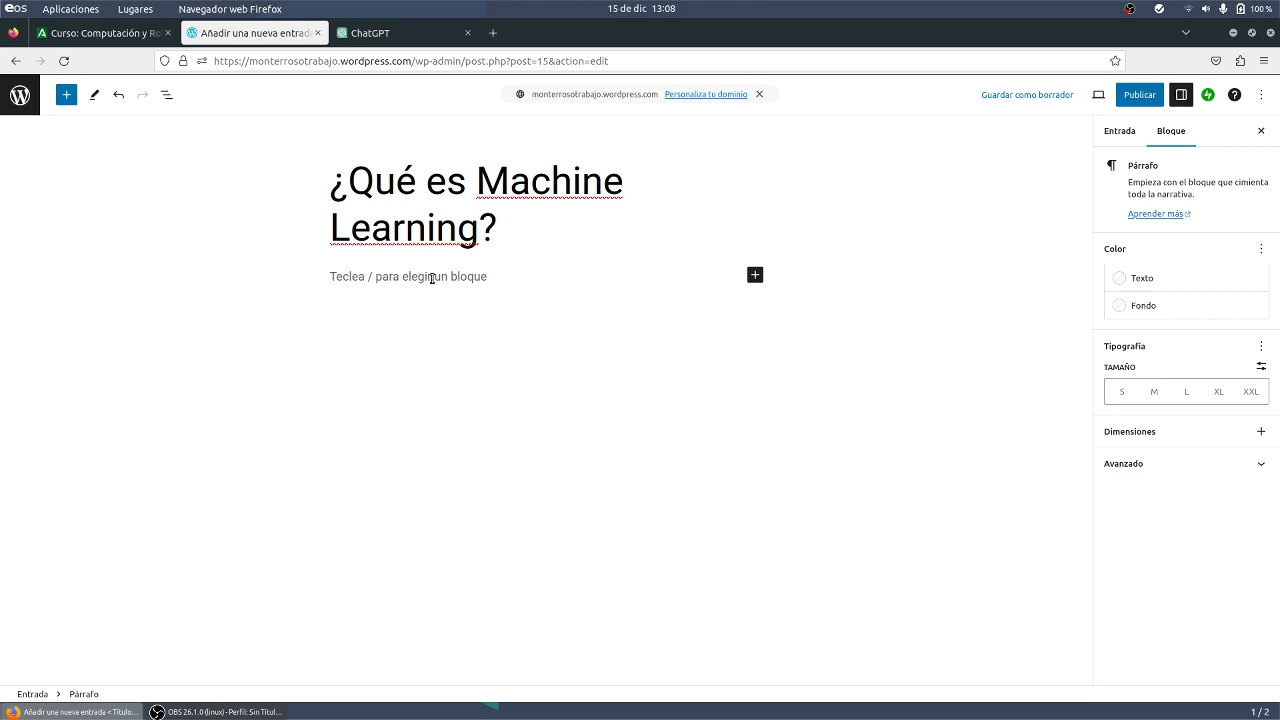 eos Aplicaciones Lugares Navegador web Firefox 15 de dic 13:08 100 %
Curso: Computación y Ro Añadir una nueva entrada ChatGPT
https://monterrosotrabajo.wordpress.com/wp-admin/post.php?post=15&action=edit
monterrosotrabajo.wordpress.com Personaliza tu dominio Guardar como borrador Publicar
Entrada Bloque
¿Qué es Machine
Learning?
Teclea / para elegir un bloque
Párrafo
Empieza con el bloque que cimienta
toda la narrativa.
Aprender más
Color
Texto
Fondo
Tipografía
TAMAÑO
S M L XL XXL
Dimensiones
Avanzado
Entrada > Párrafo
Añadir una nueva entrada < Título... OBS 26.1.0 (linux) - Perfil: Sin Títul... 1 / 2